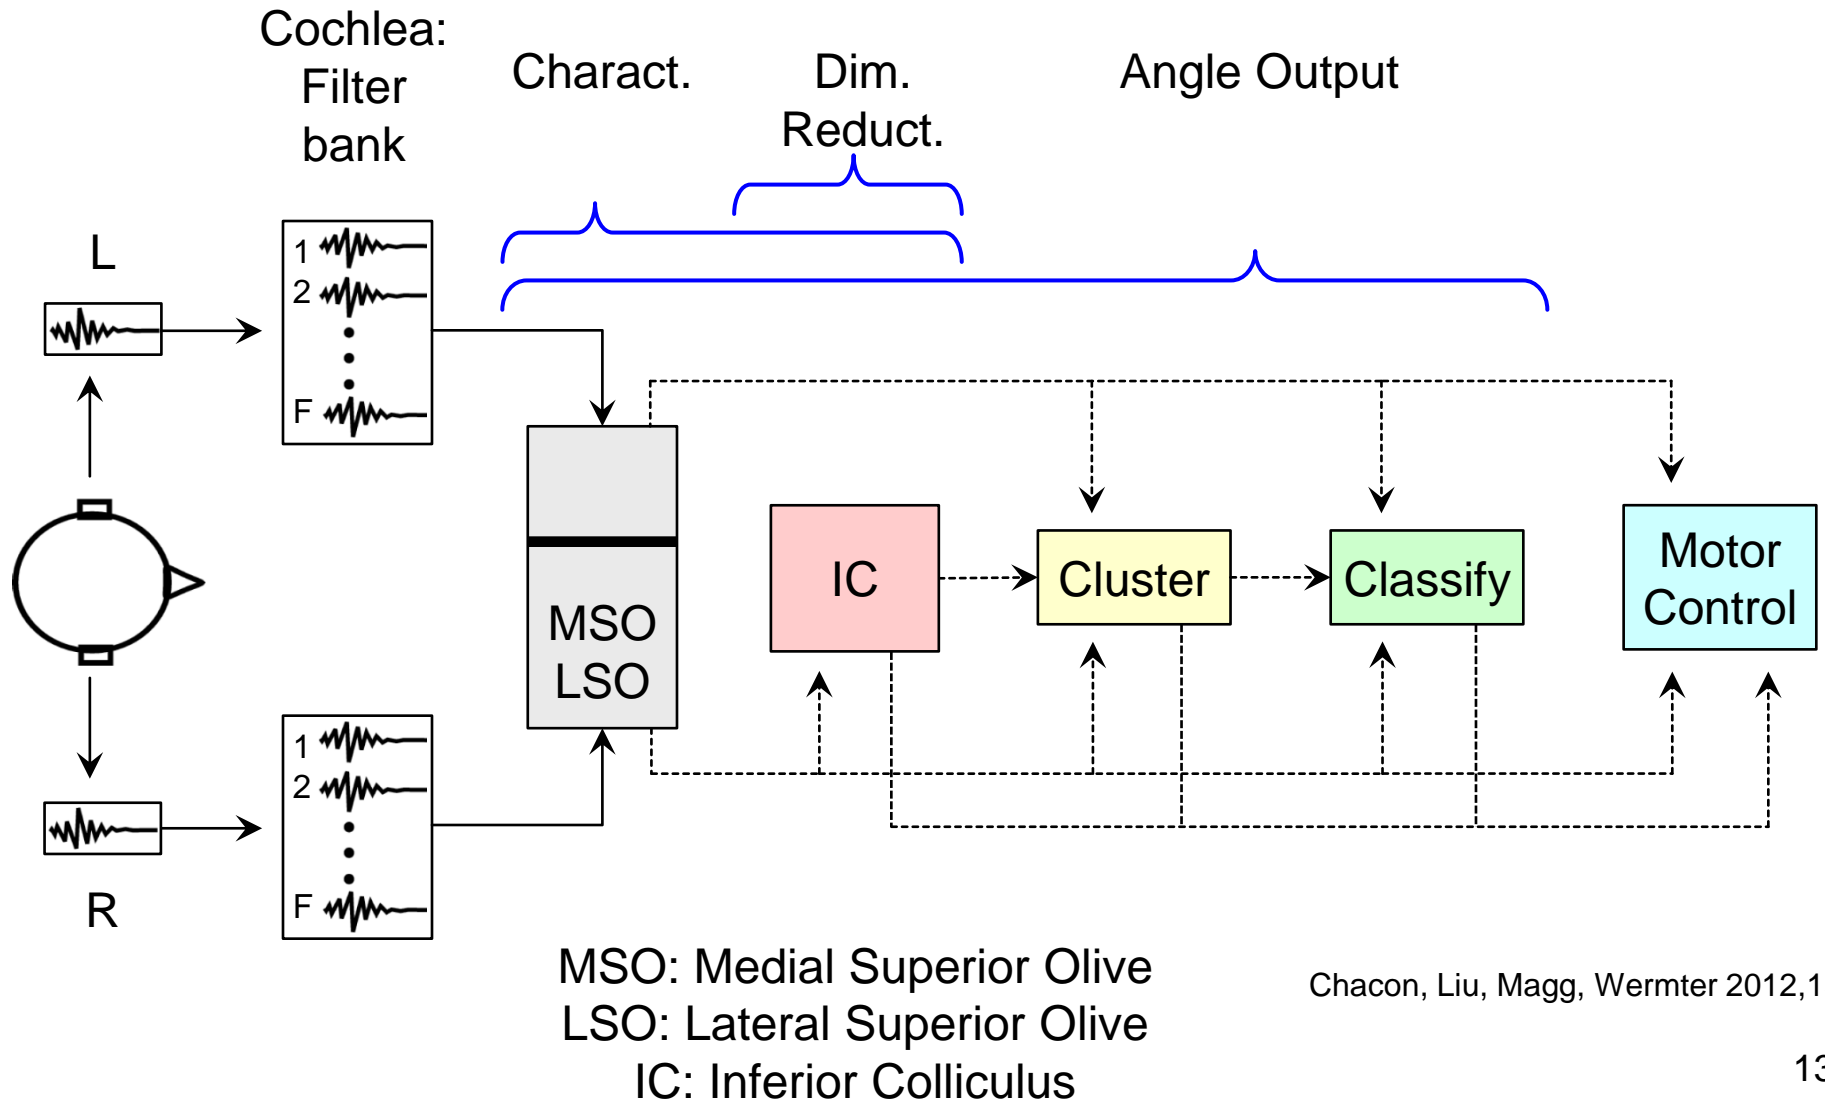 Cochlea:
Filter
bank
Charact.
Dim.
Reduct.
Angle Output
L
1
2
F
MSO
LSO
IC
Cluster
Classify
Motor
Control
1
2
F
R
MSO: Medial Superior Olive
LSO: Lateral Superior Olive
IC: Inferior Colliculus
Chacon, Liu, Magg, Wermter 2012,1
13